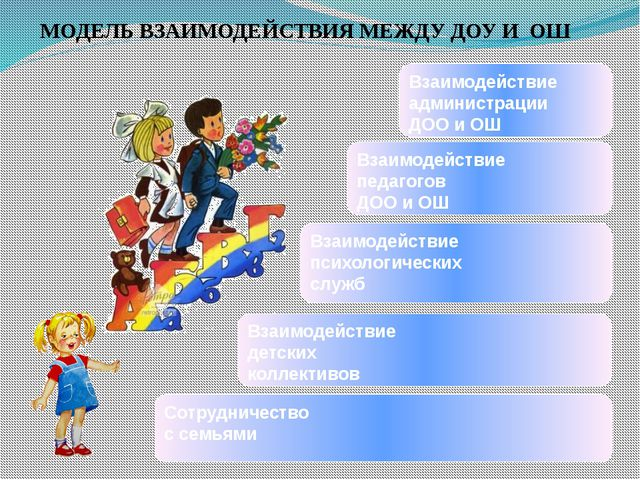 МОДЕЛЬ ВЗАИМОДЕЙСТВИЯ МЕЖДУ ДОУ И ОШ
Взаимодействие
администрации
ДОО и ОШ
Взаимодействие
педагогов
ДОО и ОШ
Взаимодействие
психологических
служб
Взаимодействие
детских
коллективов
Сотрудничество
с семьями